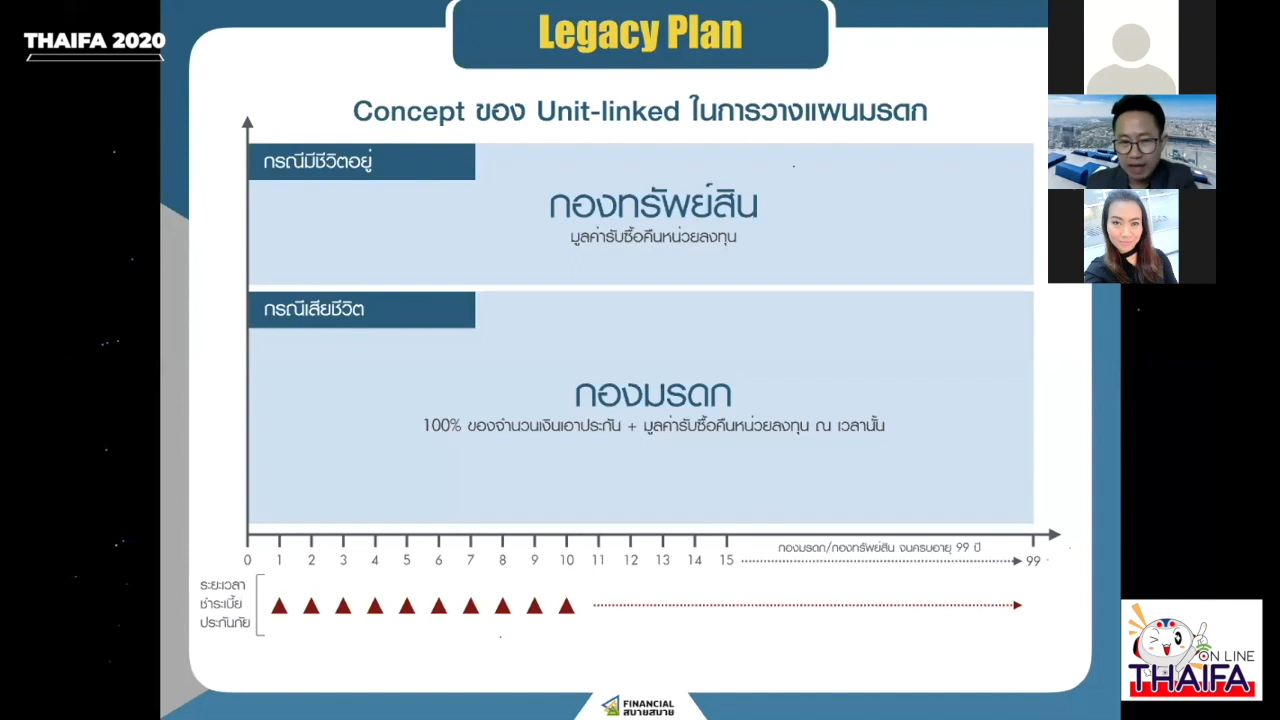 THAIFA 2020
Legacy Plan
Concept ของ Unit-linked ในการวางแผนมรดก
กรณีมีชีวิตอยู่
กองทรัพย์สิน
มูลค่ารับซื้อคืนหน่วยลงทุน
กรณีเสียชีวิต
กองมรดก
100% ของจำนวนเงินเอาประกัน + มูลค่ารับซื้อคืนหน่วยลงทุน ณ เวลานั้น
กองมรดก/กองทรัพย์สิน จนครบอายุ 99 ปี
0 1 2 3 4 5 6 7 8 9 10 11 12 13 14 15 99
ระยะเวลา
ชำระเบี้ย
ประกันภัย
FINANCIAL
สบายสบาย
ON LINE
THAIFA